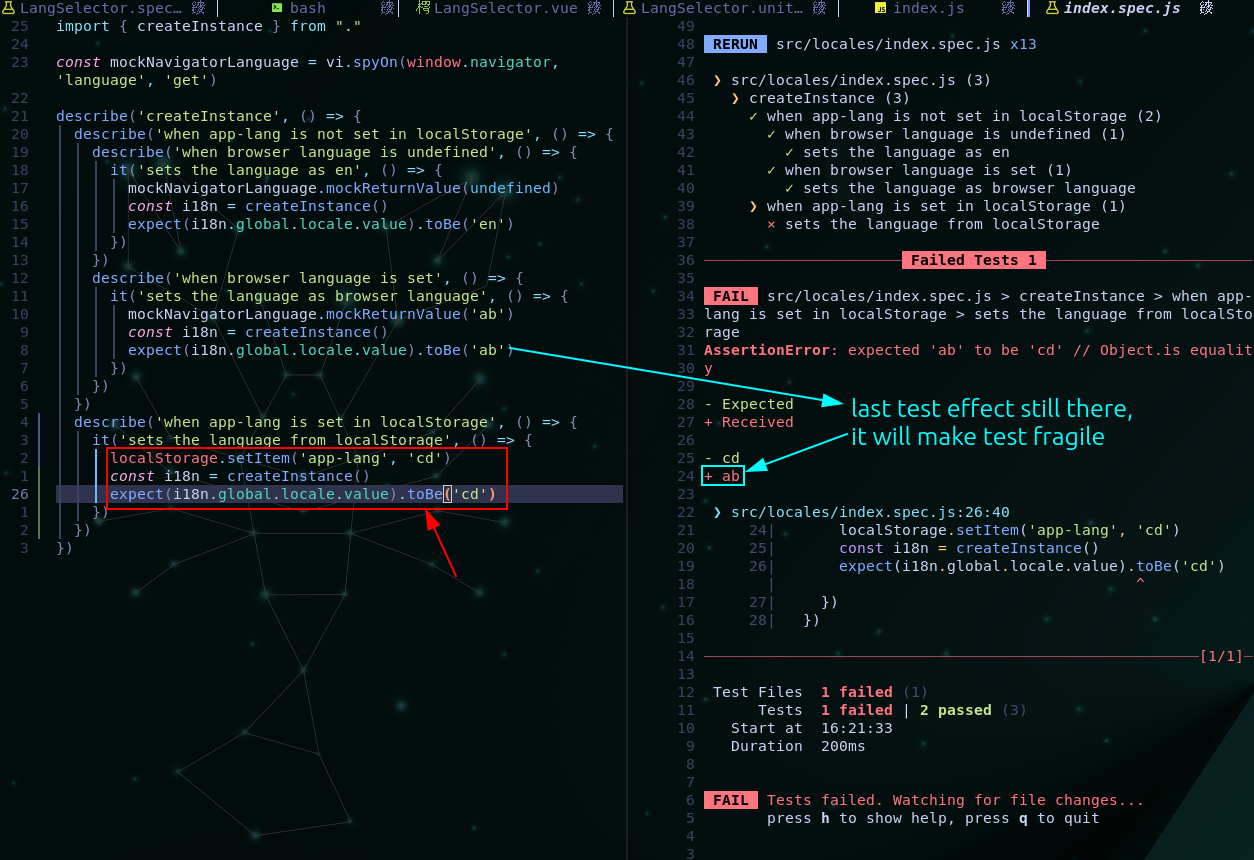 LangSelector.spec… bash LangSelector.vue LangSelector.unit… index.js index.spec.js
25 import { createInstance } from "."
24
23 const mockNavigatorLanguage = vi.spyOn(window.navigator,
'language', 'get')
22
21 describe('createInstance', () => {
20 describe('when app-lang is not set in localStorage', () => {
19 describe('when browser language is undefined', () => {
18 it('sets the language as en', () => {
17 mockNavigatorLanguage.mockReturnValue(undefined)
16 const i18n = createInstance()
15 expect(i18n.global.locale.value).toBe('en')
14 })
13 })
12 describe('when browser language is set', () => {
11 it('sets the language as browser language', () => {
10 mockNavigatorLanguage.mockReturnValue('ab')
9 const i18n = createInstance()
8 expect(i18n.global.locale.value).toBe('ab')
7 })
6 })
5 })
4 describe('when app-lang is set in localStorage', () => {
3 it('sets the language from localStorage', () => {
2 localStorage.setItem('app-lang', 'cd')
1 const i18n = createInstance()
26 expect(i18n.global.locale.value).toBe('cd')
1 })
2 })
3 })
49
48 RERUN src/locales/index.spec.js x13
47
46 ❯ src/locales/index.spec.js (3)
45 ❯ createInstance (3)
44 ✓ when app-lang is not set in localStorage (2)
43 ✓ when browser language is undefined (1)
42 ✓ sets the language as en
41 ✓ when browser language is set (1)
40 ✓ sets the language as browser language
39 ❯ when app-lang is set in localStorage (1)
38 × sets the language from localStorage
37
36 Failed Tests 1
35
34 FAIL src/locales/index.spec.js > createInstance > when app-
33 lang is set in localStorage > sets the language from localSto
32 rage
31 AssertionError: expected 'ab' to be 'cd' // Object.is equalit
30 y
29
28 - Expected
27 + Received
26
25 - cd
24 + ab
23
last test effect still there,
it will make test fragile
22 ❯ src/locales/index.spec.js:26:40
21 24| localStorage.setItem('app-lang', 'cd')
20 25| const i18n = createInstance()
19 26| expect(i18n.global.locale.value).toBe('cd')
18 | ^
17 27| })
16 28| })
15
14 [1/1]
13
12 Test Files 1 failed (1)
11 Tests 1 failed | 2 passed (3)
10 Start at 16:21:33
9 Duration 200ms
8
7
6 FAIL Tests failed. Watching for file changes...
5 press h to show help, press q to quit
4
3